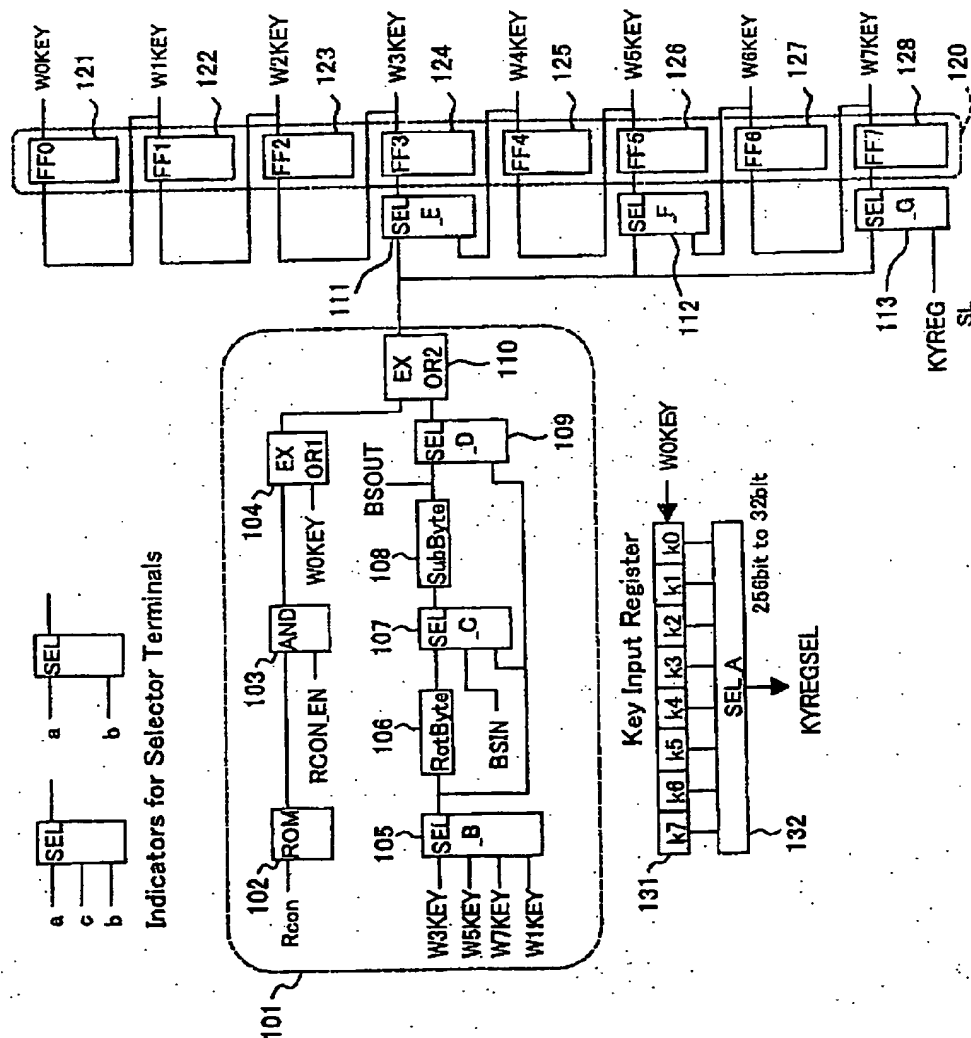 W0KEY
FF0
121
W1KEY
FF1
122
W2KEY
FF2
123
W3KEY
FF3
124
SEL
_E
111
W4KEY
FF4
125
W5KEY
FF5
126
SEL
_F
112
W6KEY
FF6
127
W7KEY
FF7
128
SEL
_G
113
120
KYREG
a
c
b
SEL
a
b
SEL
Indicators for Selector Terminals
101
Rcon
ROM
102
AND
103
RCON_EN
EX
OR1
104
W0KEY
EX
OR2
110
W3KEY
W5KEY
W7KEY
W1KEY
SEL
_B
105
RotByte
106
SEL
_C
107
BSIN
SubByte
108
BSOUT
SEL
_D
109
Key Input Register
131
k7 k6 k5 k4 k3 k2 k1 k0
W0KEY
SEL_A
132
256bit to 32bit
KYREGSEL